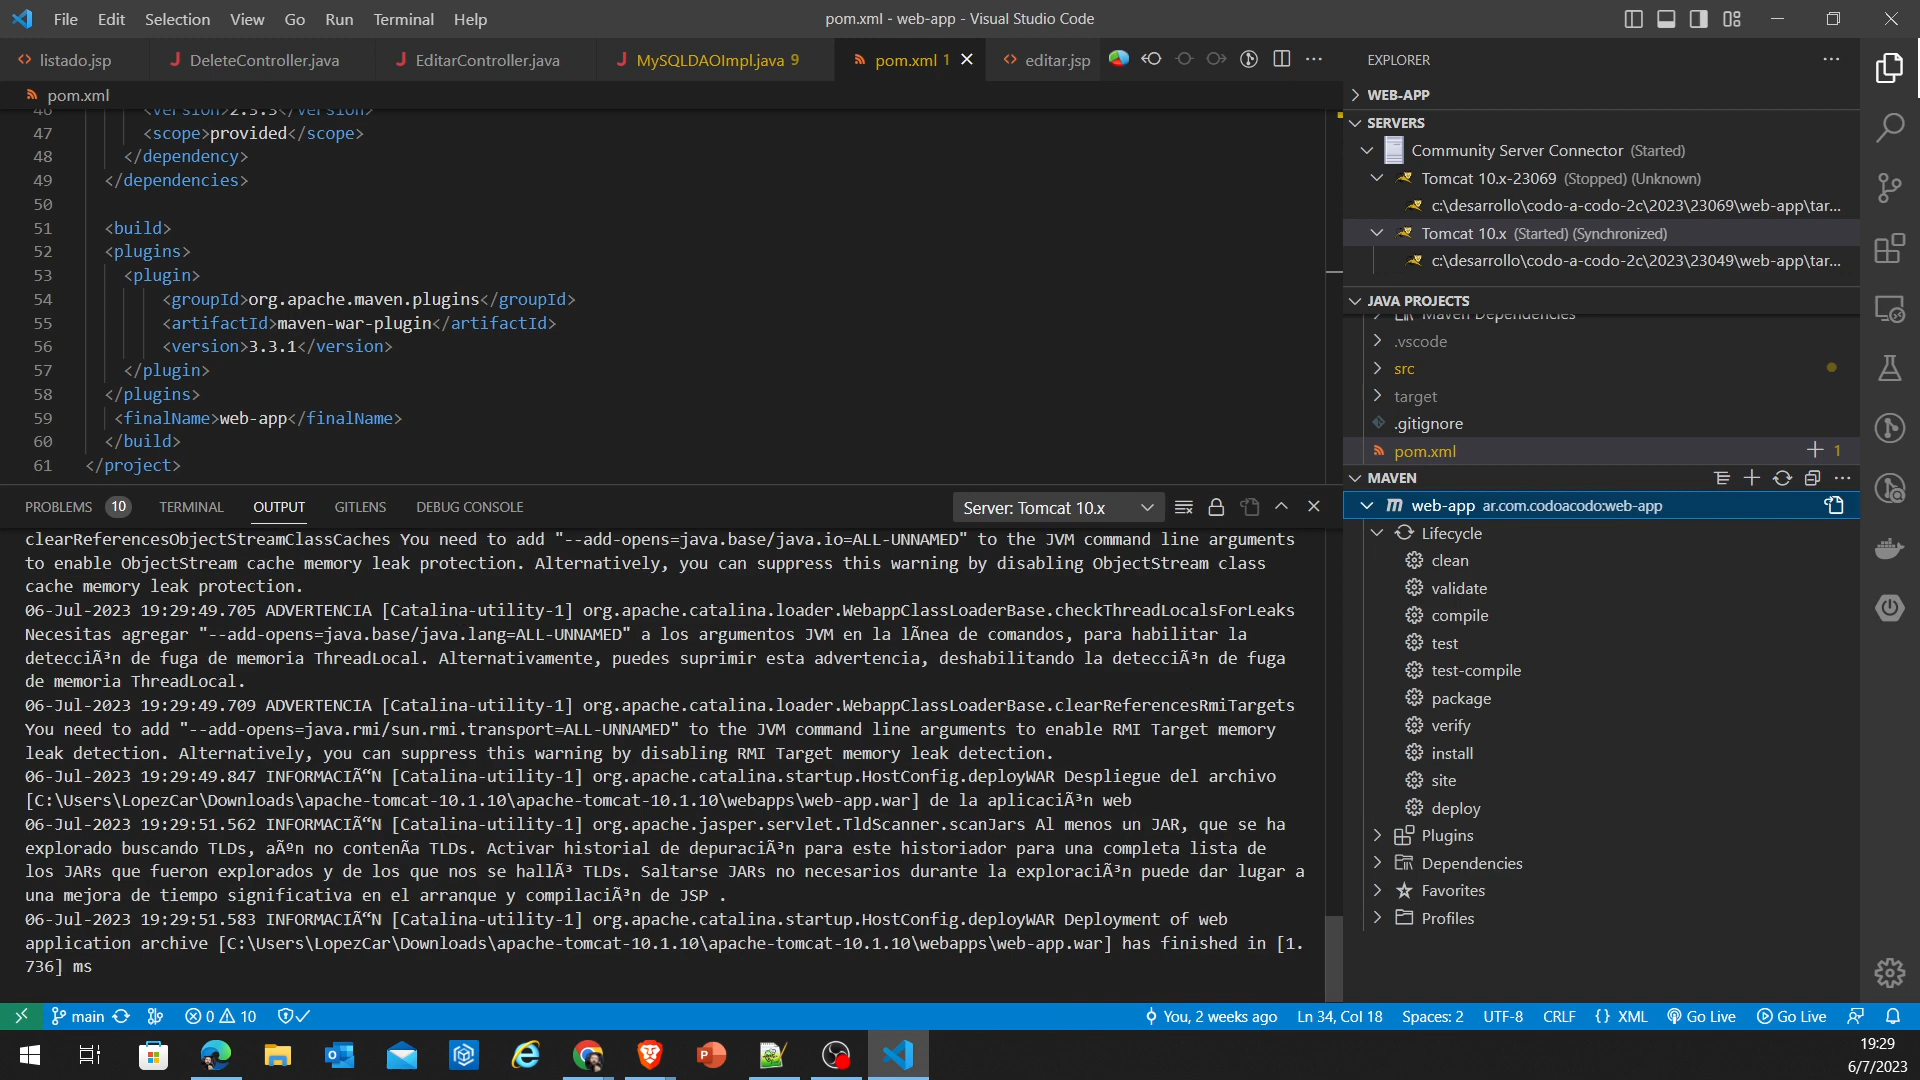 File Edit Selection View Go Run Terminal Help
pom.xml - web-app - Visual Studio Code
listado.jsp
DeleteController.java
EditarController.java
MySQLDAOImpl.java 9
pom.xml 1
editar.jsp
pom.xml
46 <version>2.3.3</version>
47 <scope>provided</scope>
48 </dependency>
49 </dependencies>
50
51 <build>
52 <plugins>
53 <plugin>
54 <groupId>org.apache.maven.plugins</groupId>
55 <artifactId>maven-war-plugin</artifactId>
56 <version>3.3.1</version>
57 </plugin>
58 </plugins>
59 <finalName>web-app</finalName>
60 </build>
61 </project>
PROBLEMS 10 TERMINAL OUTPUT GITLENS DEBUG CONSOLE
Server: Tomcat 10.x
clearReferencesObjectStreamClassCaches You need to add "--add-opens=java.base/java.io=ALL-UNNAMED" to the JVM command line arguments
to enable ObjectStream cache memory leak protection. Alternatively, you can suppress this warning by disabling ObjectStream class
cache memory leak protection.
06-Jul-2023 19:29:49.705 ADVERTENCIA [Catalina-utility-1] org.apache.catalina.loader.WebappClassLoaderBase.checkThreadLocalsForLeaks
Necesitas agregar "--add-opens=java.base/java.lang=ALL-UNNAMED" a los argumentos JVM en la lÃnea de comandos, para habilitar la
detecciÃ³n de fuga de memoria ThreadLocal. Alternativamente, puedes suprimir esta advertencia, deshabilitando la detecciÃ³n de fuga
de memoria ThreadLocal.
06-Jul-2023 19:29:49.709 ADVERTENCIA [Catalina-utility-1] org.apache.catalina.loader.WebappClassLoaderBase.clearReferencesRmiTargets
You need to add "--add-opens=java.rmi/sun.rmi.transport=ALL-UNNAMED" to the JVM command line arguments to enable RMI Target memory
leak detection. Alternatively, you can suppress this warning by disabling RMI Target memory leak detection.
06-Jul-2023 19:29:49.847 INFORMACIÃ“N [Catalina-utility-1] org.apache.catalina.startup.HostConfig.deployWAR Despliegue del archivo
[C:\Users\LopezCar\Downloads\apache-tomcat-10.1.10\apache-tomcat-10.1.10\webapps\web-app.war] de la aplicaciÃ³n web
06-Jul-2023 19:29:51.562 INFORMACIÃ“N [Catalina-utility-1] org.apache.jasper.servlet.TldScanner.scanJars Al menos un JAR, que se ha
explorado buscando TLDs, aÃºn no contenÃa TLDs. Activar historial de depuraciÃ³n para este historiador para una completa lista de
los JARs que fueron explorados y de los que nos se hallÃ³ TLDs. Saltarse JARs no necesarios durante la exploraciÃ³n puede dar lugar a
una mejora de tiempo significativa en el arranque y compilaciÃ³n de JSP .
06-Jul-2023 19:29:51.583 INFORMACIÃ“N [Catalina-utility-1] org.apache.catalina.startup.HostConfig.deployWAR Deployment of web
application archive [C:\Users\LopezCar\Downloads\apache-tomcat-10.1.10\apache-tomcat-10.1.10\webapps\web-app.war] has finished in [1.
736] ms
EXPLORER
WEB-APP
SERVERS
Community Server Connector (Started)
Tomcat 10.x-23069 (Stopped) (Unknown)
c:\desarrollo\codo-a-codo-2c\2023\23069\web-app\tar...
Tomcat 10.x (Started) (Synchronized)
c:\desarrollo\codo-a-codo-2c\2023\23049\web-app\tar...
JAVA PROJECTS
Maven Dependencies
.vscode
src
target
.gitignore
pom.xml 1
MAVEN
web-app ar.com.codoacodo:web-app
Lifecycle
clean
validate
compile
test
test-compile
package
verify
install
site
deploy
Plugins
Dependencies
Favorites
Profiles
main 0 10 You, 2 weeks ago Ln 34, Col 18 Spaces: 2 UTF-8 CRLF {} XML Go Live Go Live
19:29
6/7/2023